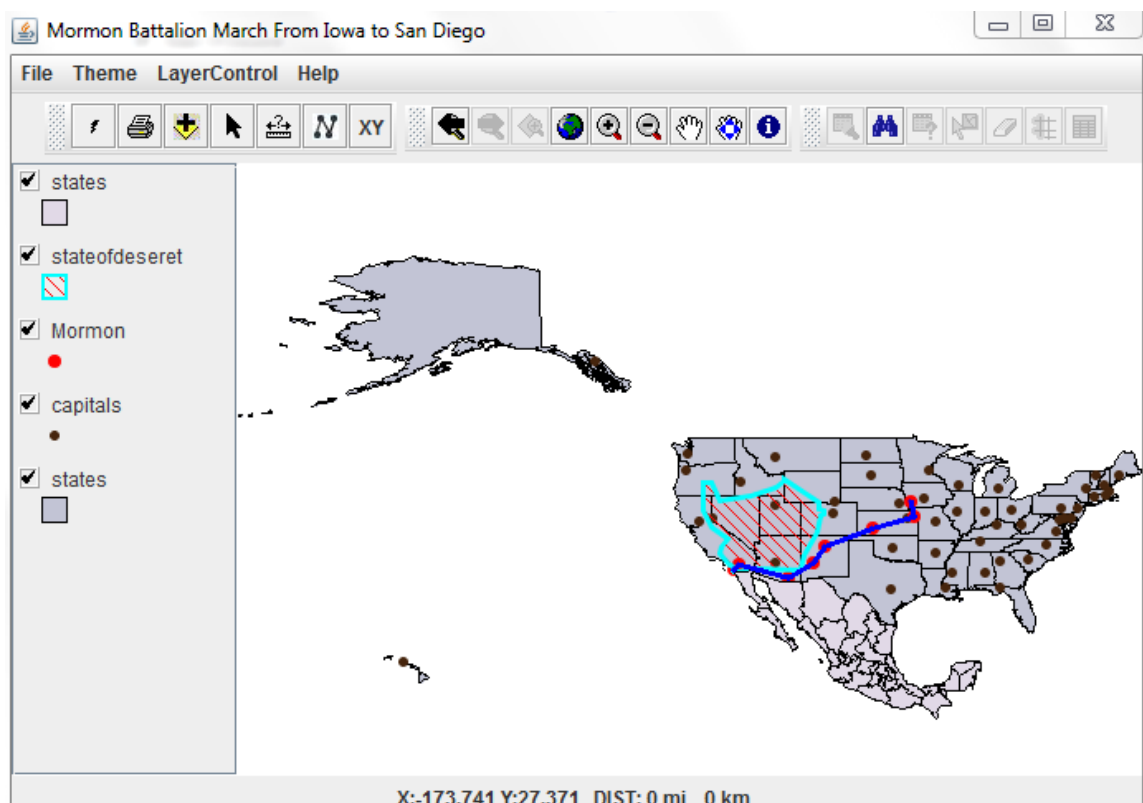 Mormon Battalion March From Iowa to San Diego
File Theme LayerControl Help
XY
states
stateofdeseret
Mormon
capitals
states
X:-173.741 Y:27.371 DIST: 0 mi 0 km